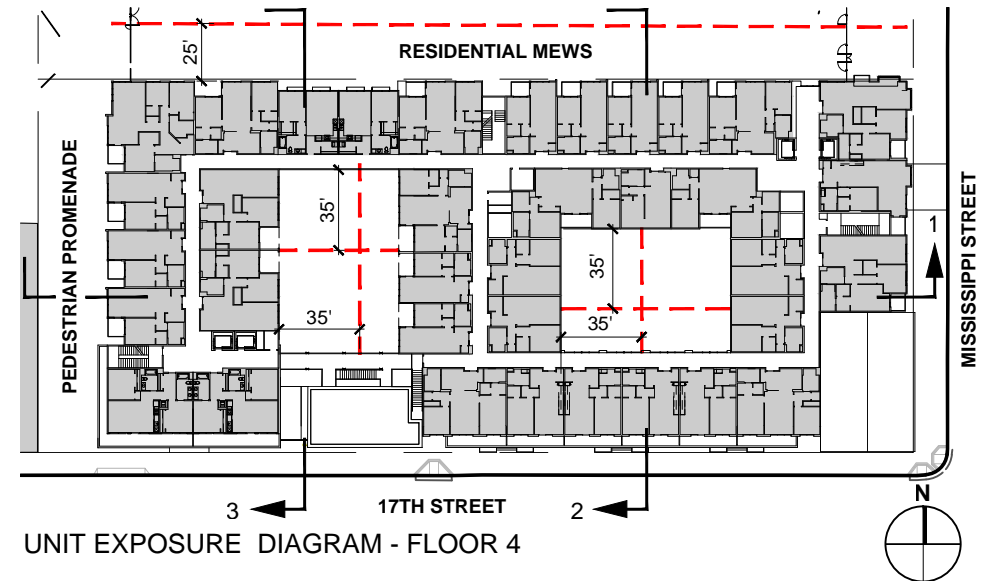 25'
RESIDENTIAL MEWS
PEDESTRIAN PROMENADE
MISSISSIPPI STREET
35'
35'
35'
35'
1
3
17TH STREET
2
N
UNIT EXPOSURE DIAGRAM - FLOOR 4